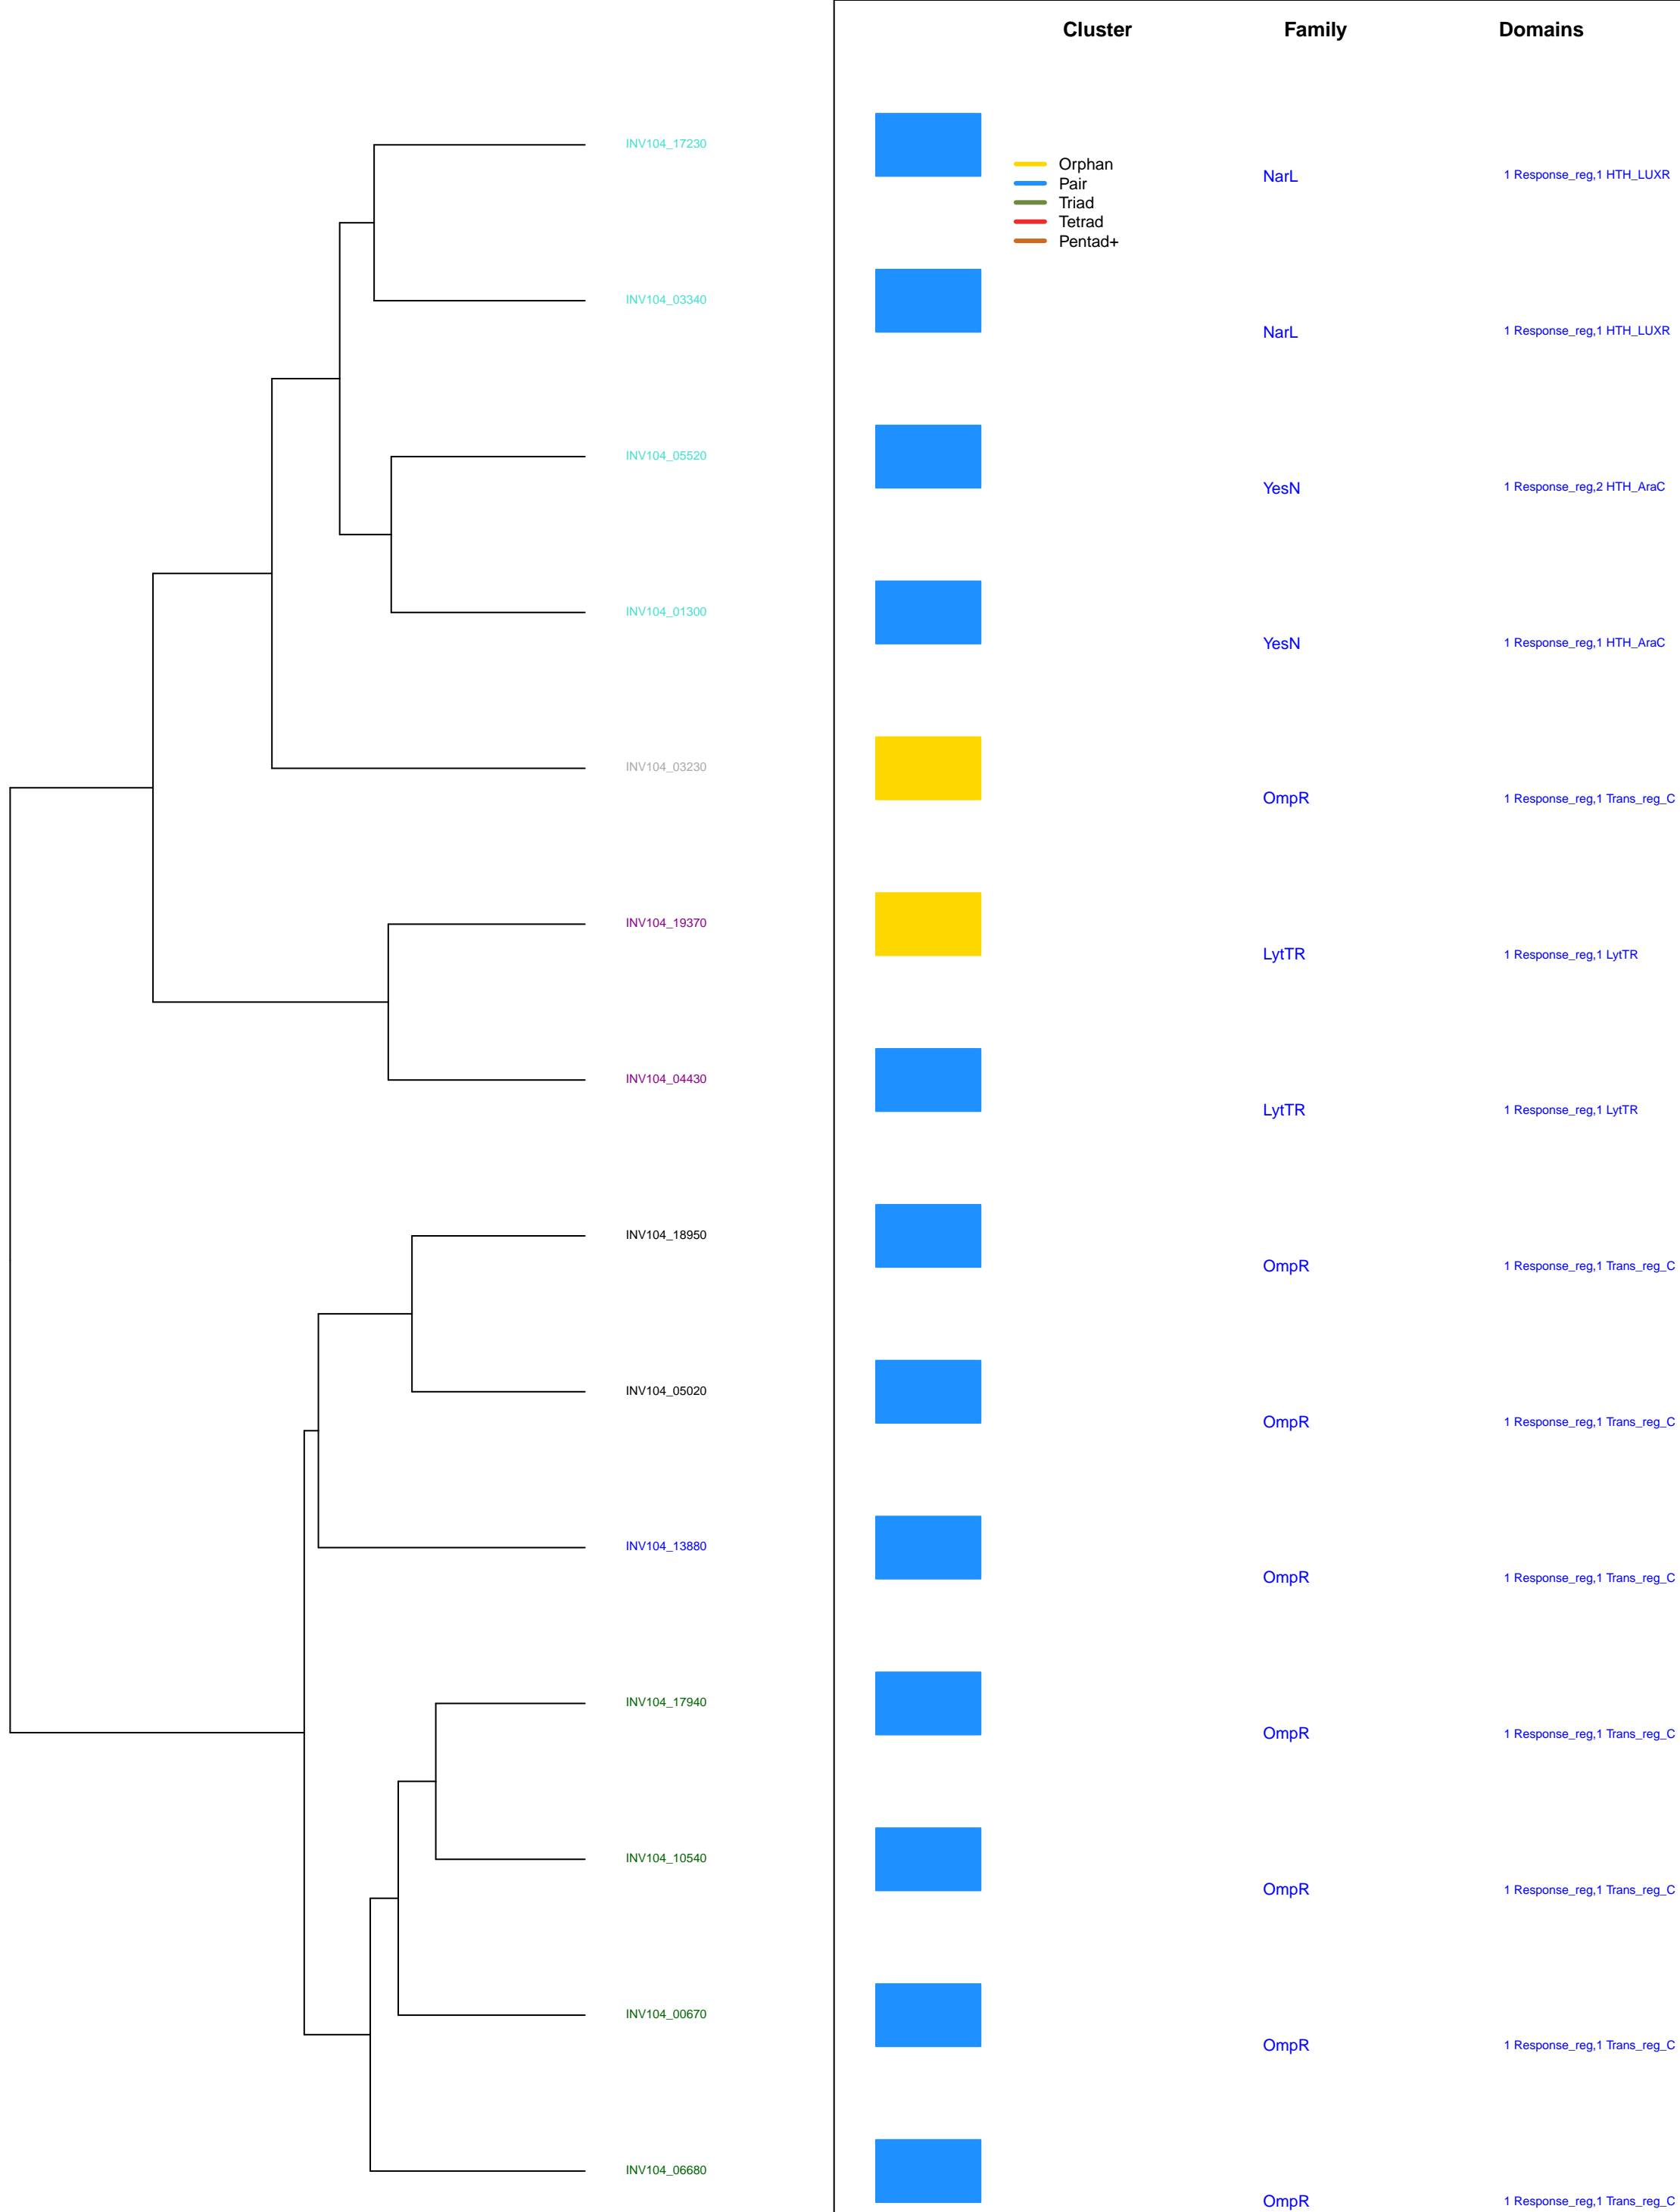 Cluster Family Domains
INV104_17230
Orphan
Pair
Triad
Tetrad
Pentad+
NarL 1 Response_reg,1 HTH_LUXR
INV104_03340
NarL 1 Response_reg,1 HTH_LUXR
INV104_05520
YesN 1 Response_reg,2 HTH_AraC
INV104_01300
YesN 1 Response_reg,1 HTH_AraC
INV104_03230
OmpR 1 Response_reg,1 Trans_reg_C
INV104_19370
LytTR 1 Response_reg,1 LytTR
INV104_04430
LytTR 1 Response_reg,1 LytTR
INV104_18950
OmpR 1 Response_reg,1 Trans_reg_C
INV104_05020
OmpR 1 Response_reg,1 Trans_reg_C
INV104_13880
OmpR 1 Response_reg,1 Trans_reg_C
INV104_17940
OmpR 1 Response_reg,1 Trans_reg_C
INV104_10540
OmpR 1 Response_reg,1 Trans_reg_C
INV104_00670
OmpR 1 Response_reg,1 Trans_reg_C
INV104_06680
OmpR 1 Response_reg,1 Trans_reg_C